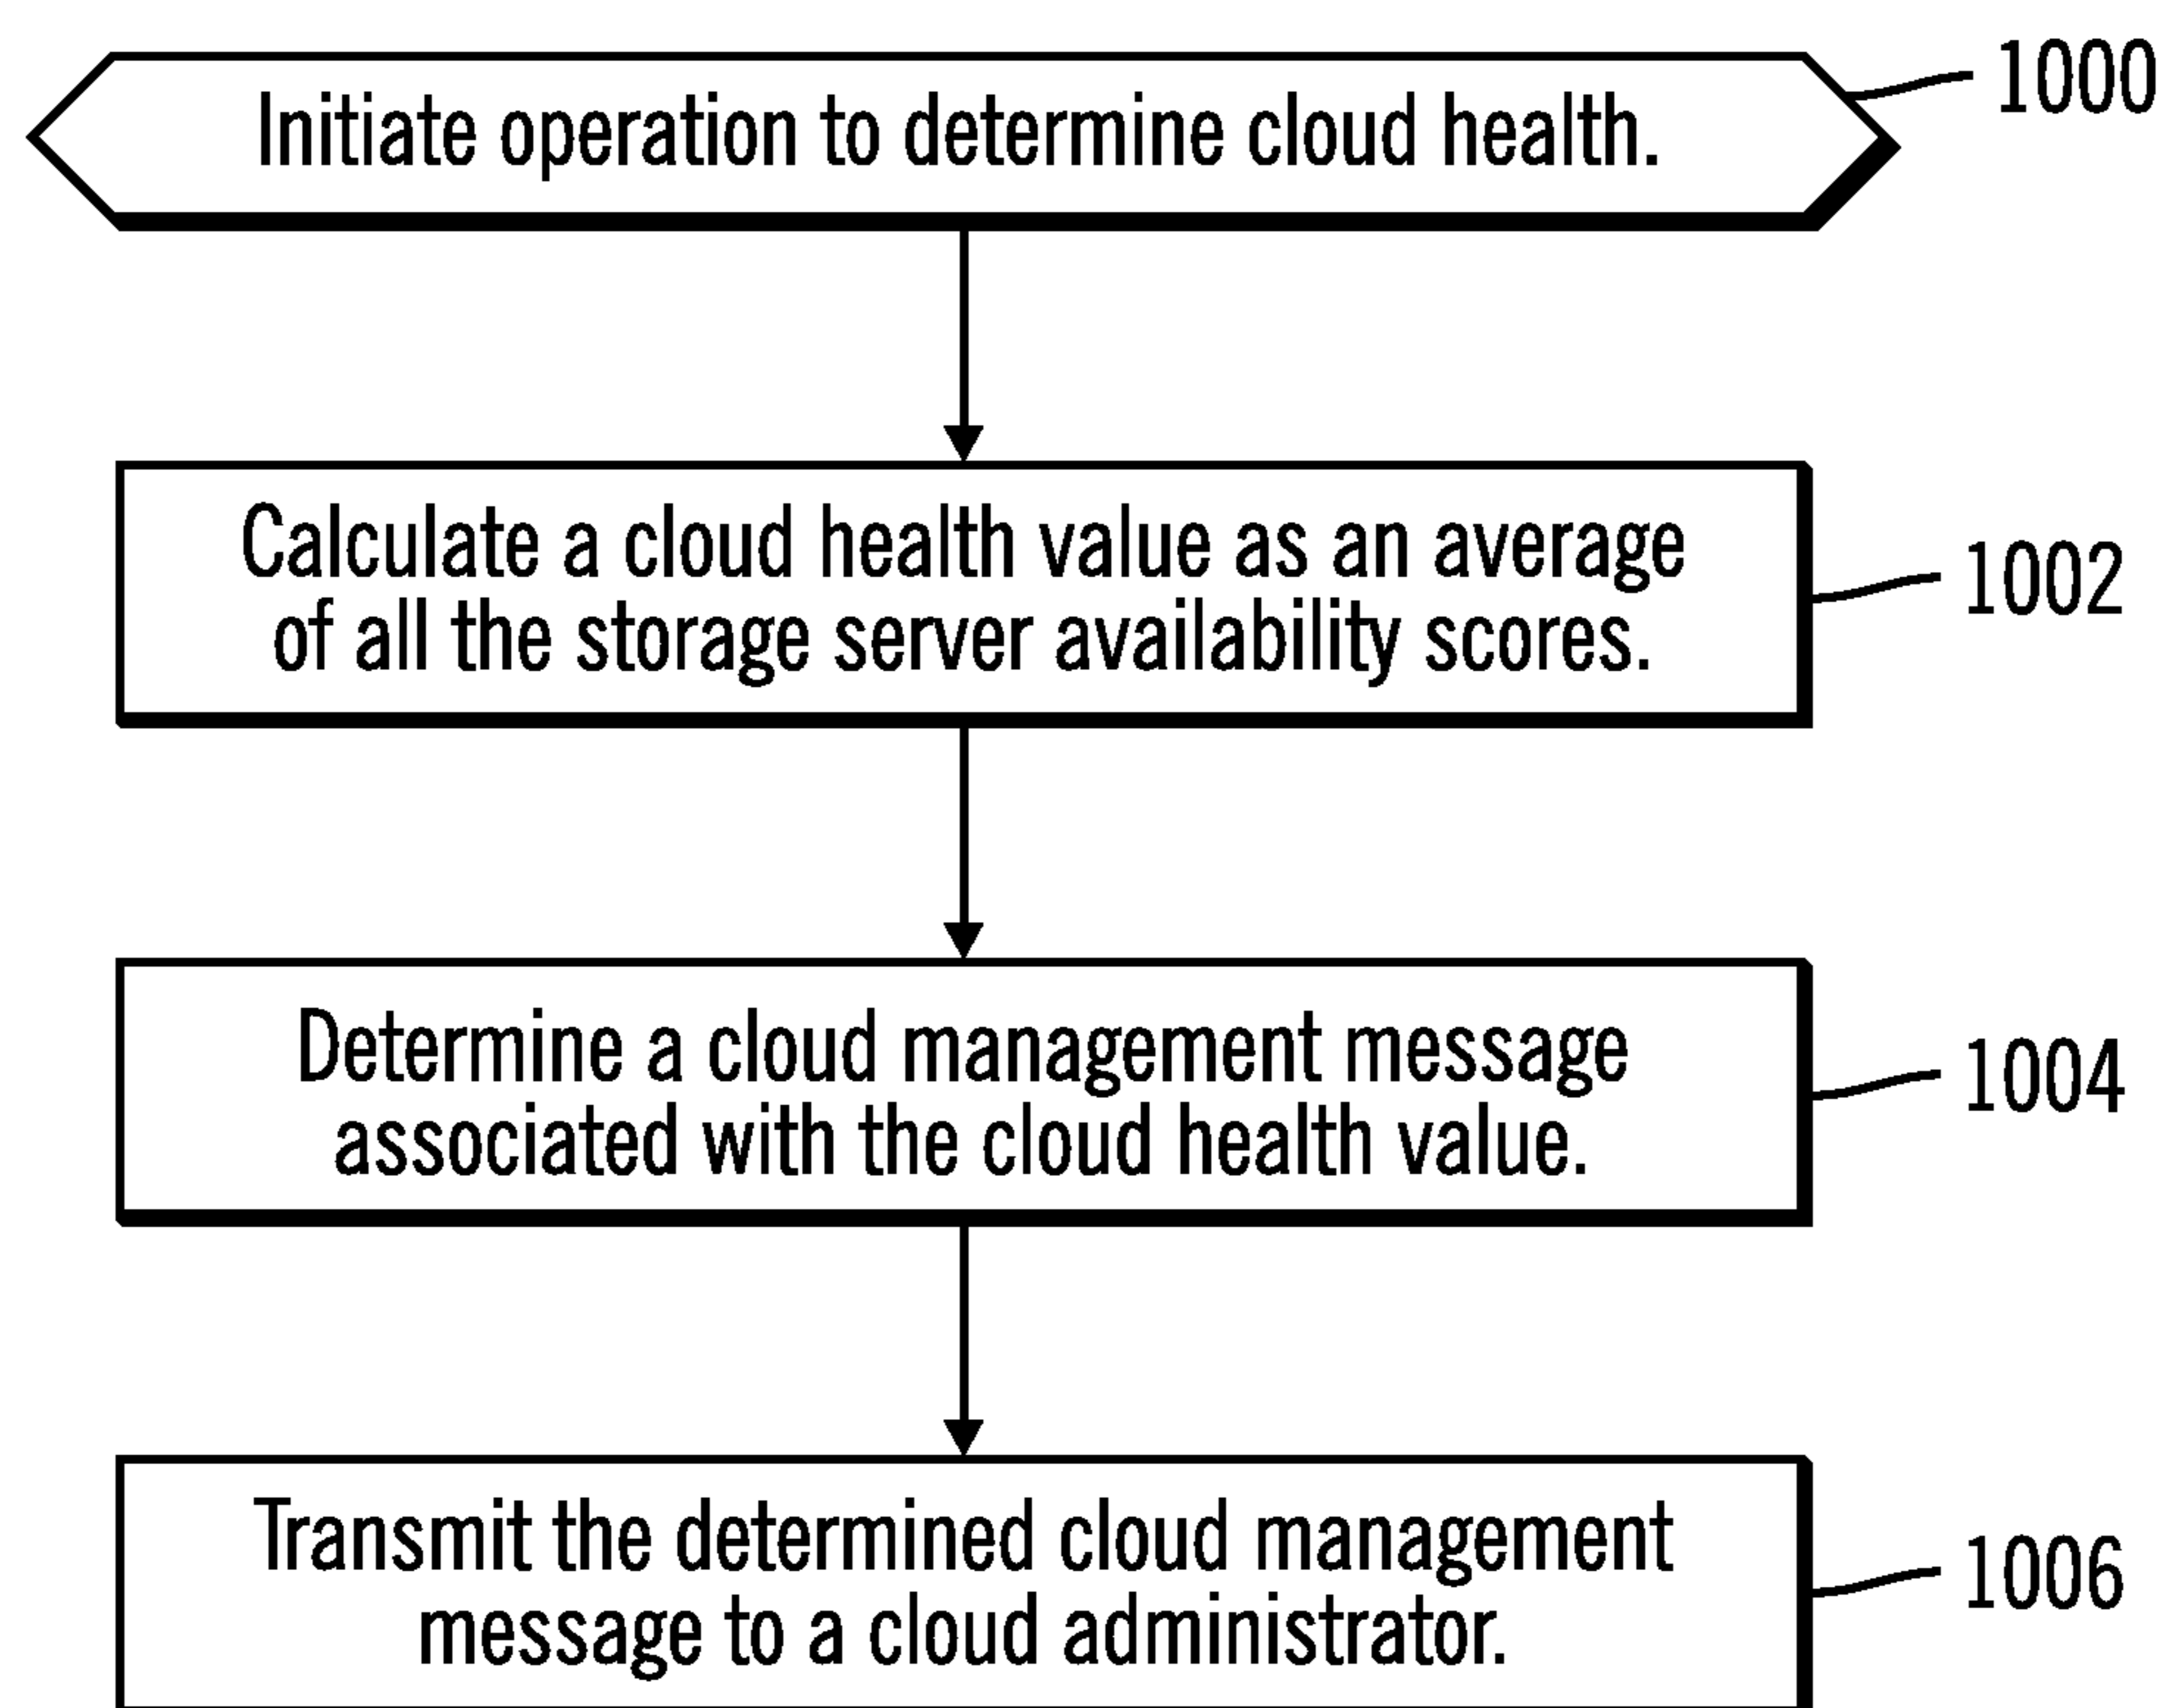 Initiate operation to determine cloud health.
1000
Calculate a cloud health value as an average
of all the storage server availability scores.
1002
Determine a cloud management message
associated with the cloud health value.
1004
Transmit the determined cloud management
message to a cloud administrator.
1006